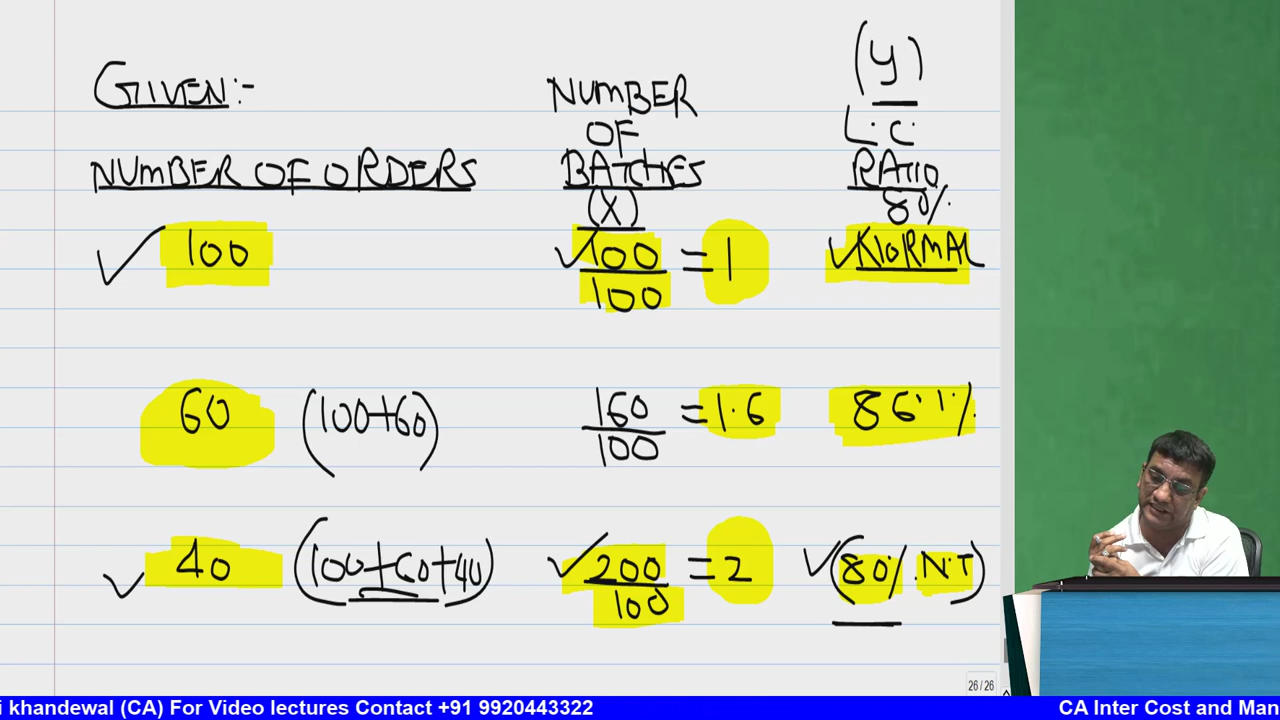 (y)
GIVEN:-
NUMBER
OF
L.C.
NUMBER OF ORDERS
BATCHES
RATIO
(X)
80%
✓ 100
✓ 100/100 = 1
60 (100+60)
160/100 = 1.6
86.1%
✓ 40 (100+60+40)
✓ 200/100 = 2
✓ (80% N.T)
26/26
i khandewal (CA) For Video lectures Contact +91 9920443322
CA Inter Cost and Man